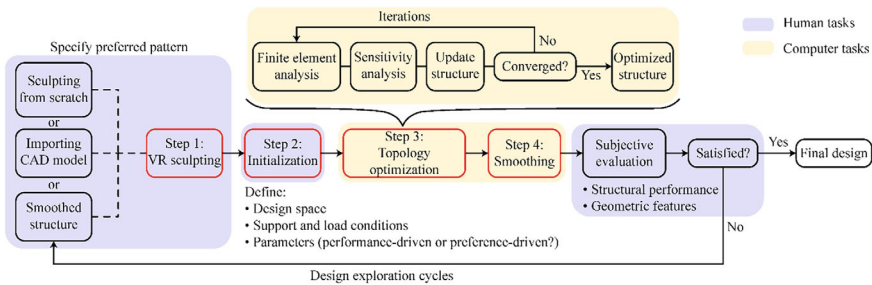 Iterations
Human tasks
Computer tasks
Specify preferred pattern
Finite element
analysis
Sensitivity
analysis
Update
structure
No
Converged?
Yes
Optimized
structure
Sculpting
from scratch
or
Importing
CAD model
or
Smoothed
structure
Step 1:
VR sculpting
Step 2:
Initialization
Step 3:
Topology
optimization
Step 4:
Smoothing
Subjective
evaluation
Satisfied?
Yes
Final design
Define:
• Design space
• Support and load conditions
• Parameters (performance-driven or preference-driven?)
• Structural performance
• Geometric features
No
Design exploration cycles